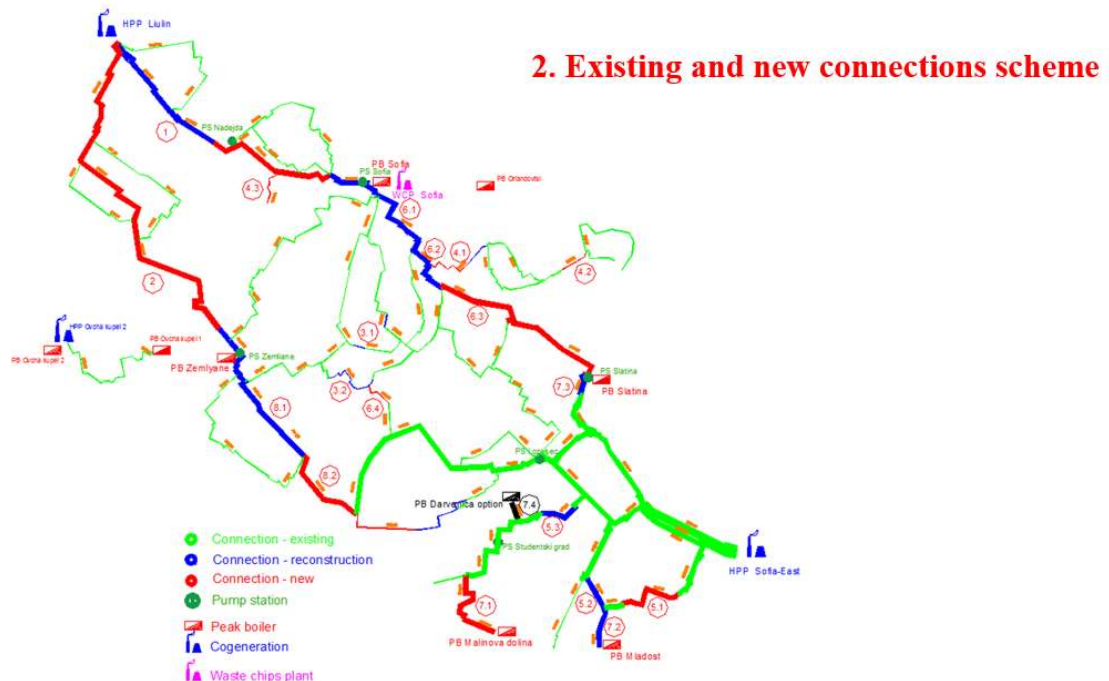 HPP Liulin
2. Existing and new connections scheme
1
PS Nadejda
PS Sofia
PB Sofia
PB Orlandovtsi
4.3
WCP Sofia
6.1
6.2
4.1
4.2
2
6.3
3.1
HPP Ovcha kupel 2
PB Ovcha kupel 1
PB Ovcha kupel 2
PS Zemliane
PB Zemlyane
PS Slatina
7.3
PB Slatina
3.2
6.4
8.1
8.2
PB Darvenica option
7.4
5.3
PS Studentski grad
HPP Sofia-East
Connection - existing
Connection - reconstruction
Connection - new
Pump station
Peak boiler
Cogeneration
Waste chips plant
7.1
5.2
5.1
7.2
PB Malinova dolina
PB Mladost